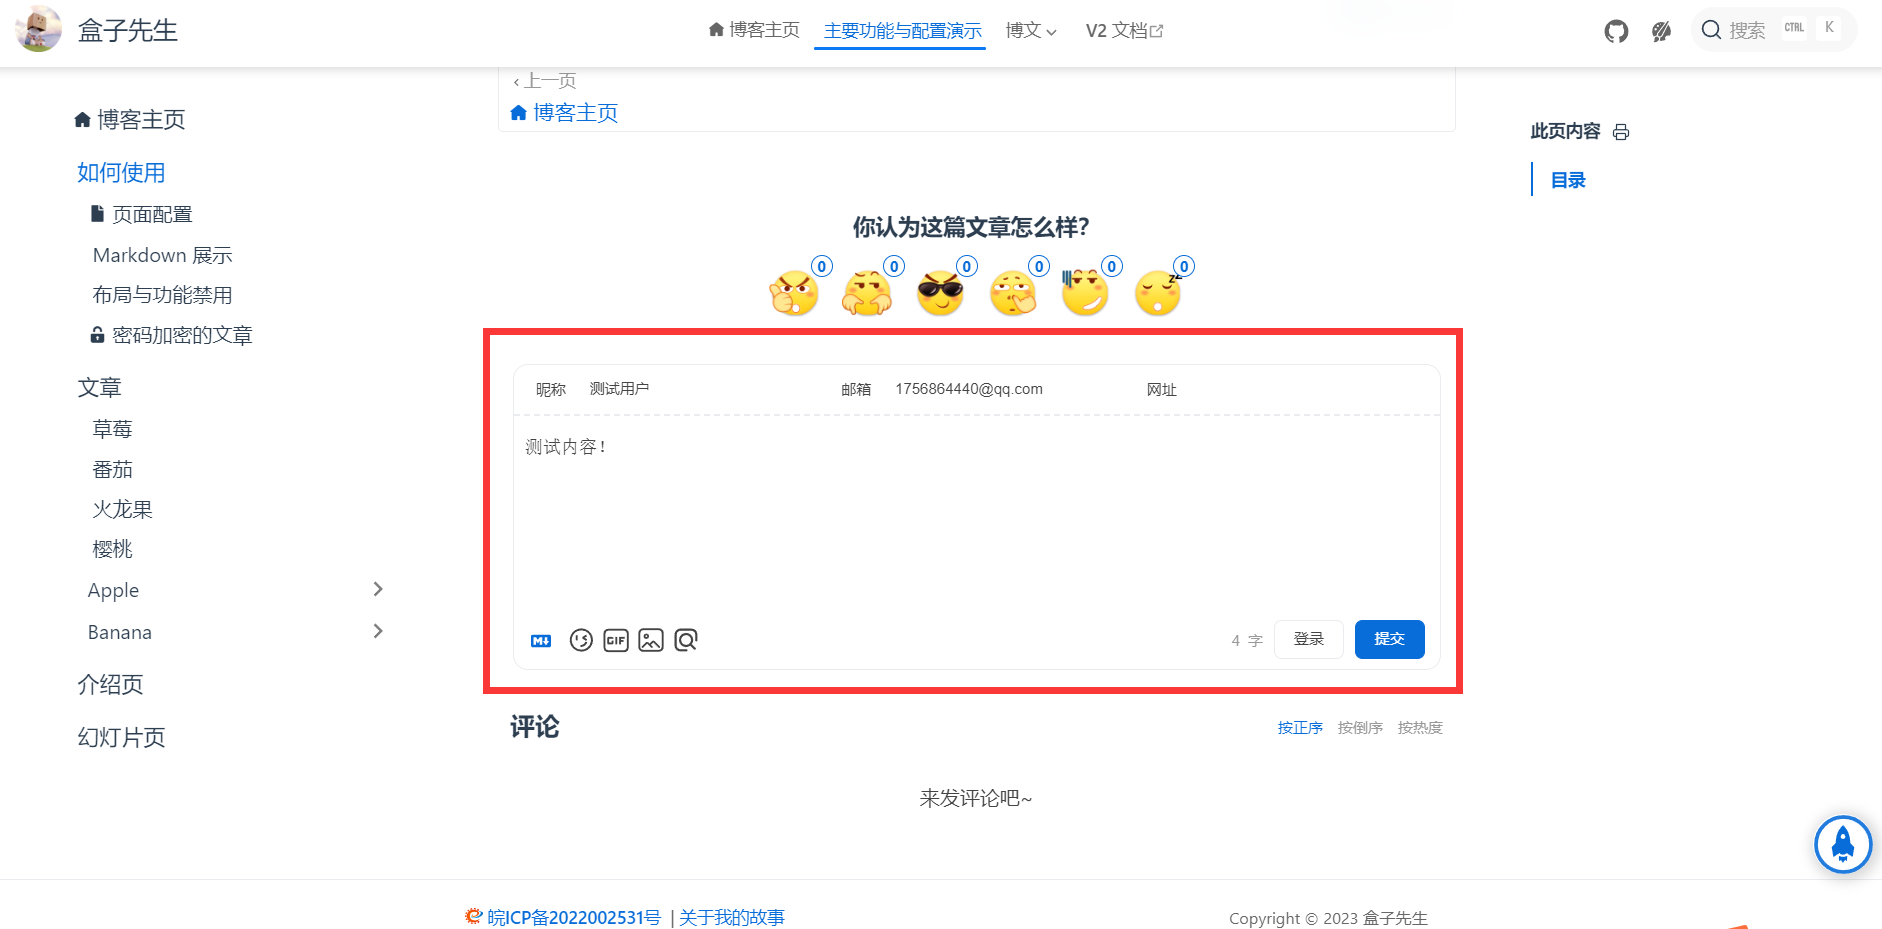 盒子先生
博客主页
主要功能与配置演示
博文
V2 文档
搜索
CTRL
K
博客主页
如何使用
页面配置
Markdown 展示
布局与功能禁用
密码加密的文章
文章
草莓
番茄
火龙果
樱桃
Apple
Banana
介绍页
幻灯片页
上一页
博客主页
你认为这篇文章怎么样?
0
0
0
0
0
0
昵称 测试用户
邮箱 1756864440@qq.com
网址
测试内容!
M↓
GIF
4 字
登录
提交
评论
按正序 按倒序 按热度
来发评论吧~
此页内容
目录
皖ICP备2022002531号 | 关于我的故事
Copyright © 2023 盒子先生